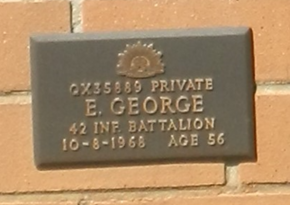 QX35889 PRIVATE
E. GEORGE
42 INF. BATTALION
10-8-1968 AGE 56